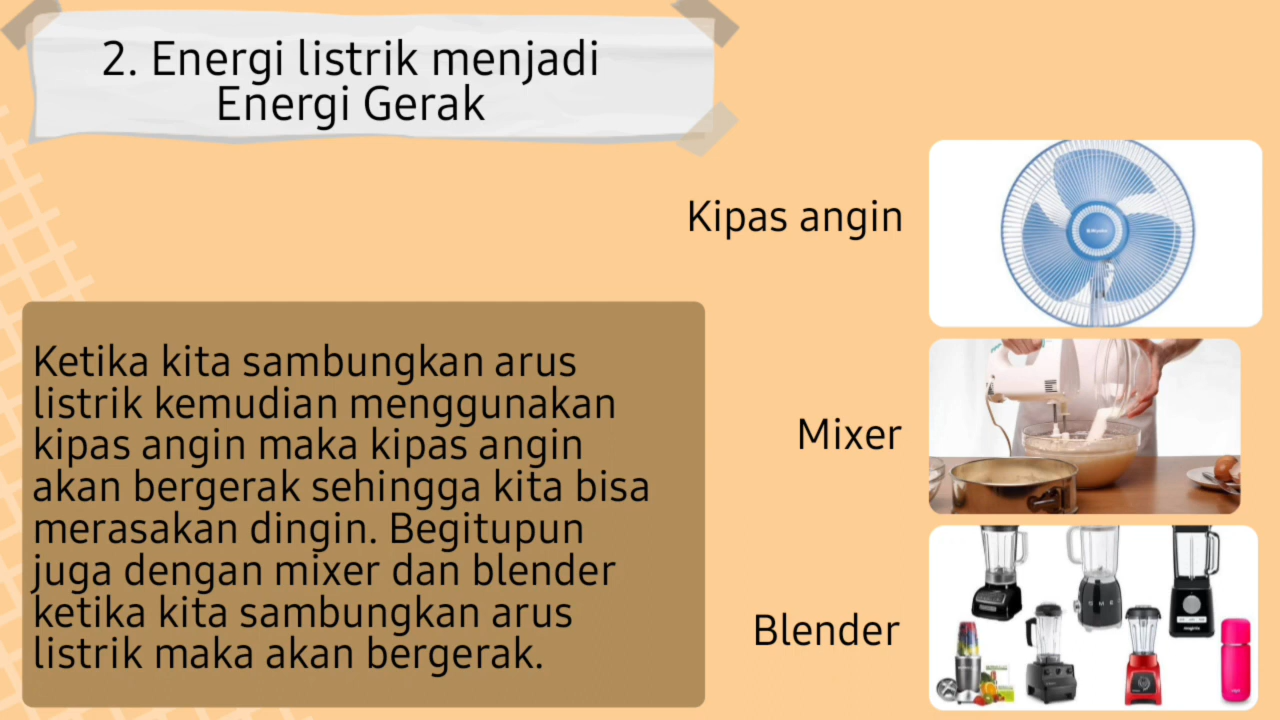 2. Energi listrik menjadi
Energi Gerak
Kipas angin
Ketika kita sambungkan arus
listrik kemudian menggunakan
kipas angin maka kipas angin
akan bergerak sehingga kita bisa
merasakan dingin. Begitupun
juga dengan mixer dan blender
ketika kita sambungkan arus
listrik maka akan bergerak.
Mixer
Blender